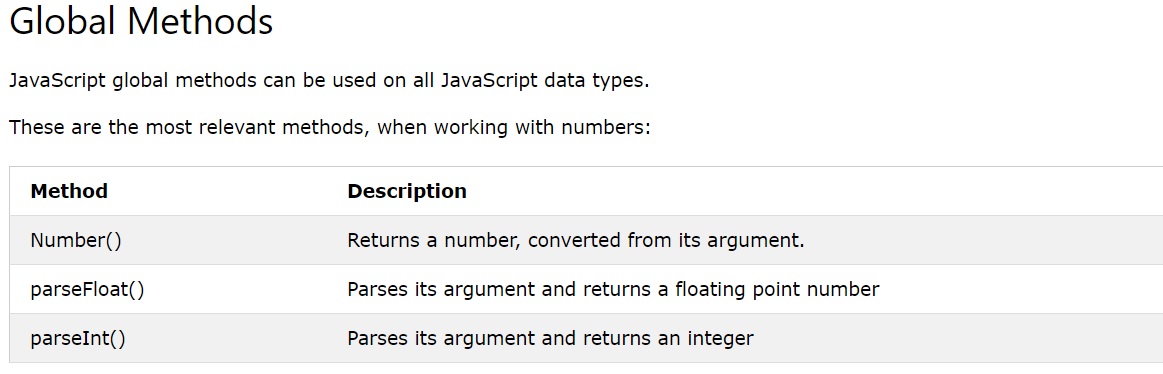 Global Methods
JavaScript global methods can be used on all JavaScript data types.
These are the most relevant methods, when working with numbers:
Method Description
Number() Returns a number, converted from its argument.
parseFloat() Parses its argument and returns a floating point number
parseInt() Parses its argument and returns an integer